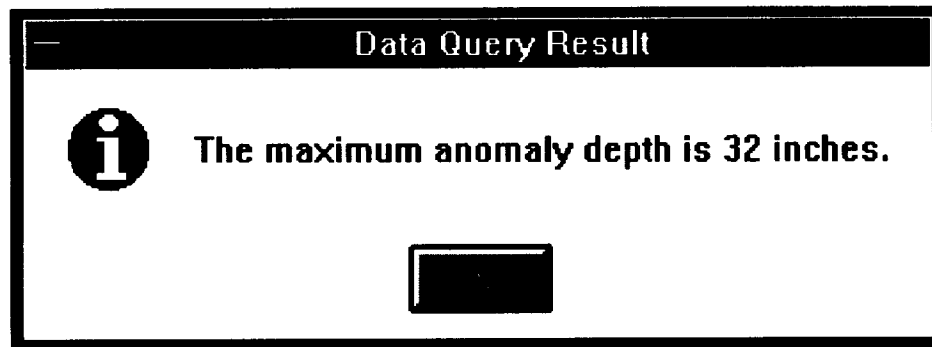 Data Query Result
The maximum anomaly depth is 32 inches.